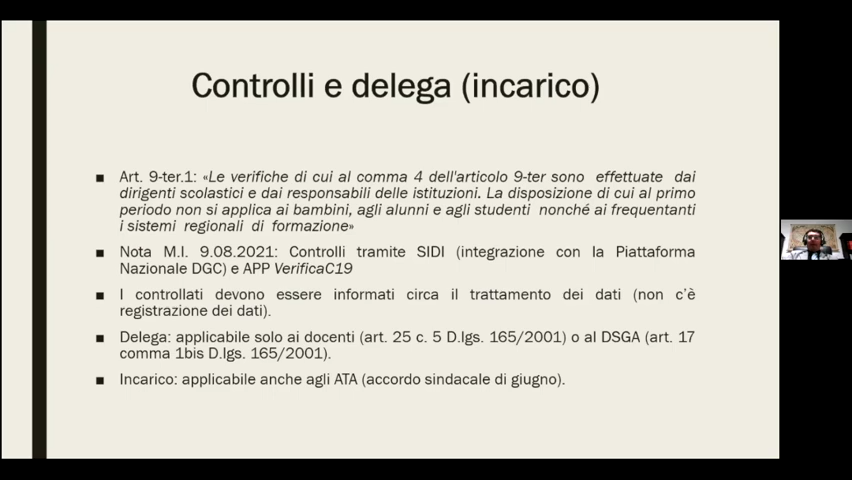 Controlli e delega (incarico)
Art. 9-ter.1: «Le verifiche di cui al comma 4 dell'articolo 9-ter sono effettuate dai
dirigenti scolastici e dai responsabili delle istituzioni. La disposizione di cui al primo
periodo non si applica ai bambini, agli alunni e agli studenti nonché ai frequentanti
i sistemi regionali di formazione»
Nota M.I. 9.08.2021: Controlli tramite SIDI (integrazione con la Piattaforma
Nazionale DGC) e APP VerificaC19
I controllati devono essere informati circa il trattamento dei dati (non c'è
registrazione dei dati).
Delega: applicabile solo ai docenti (art. 25 c. 5 D.lgs. 165/2001) o al DSGA (art. 17
comma 1bis D.lgs. 165/2001).
Incarico: applicabile anche agli ATA (accordo sindacale di giugno).